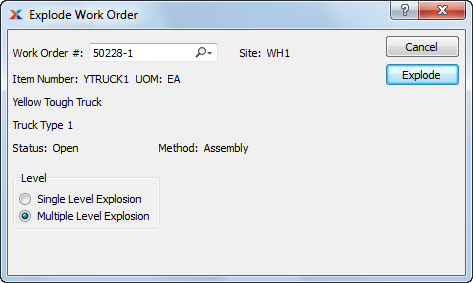 Explode Work Order
Work Order #: 50228-1 Site: WH1 Cancel
Item Number: YTRUCK1 UOM: EA Explode
Yellow Tough Truck
Truck Type 1
Status: Open Method: Assembly
Level
Single Level Explosion
Multiple Level Explosion